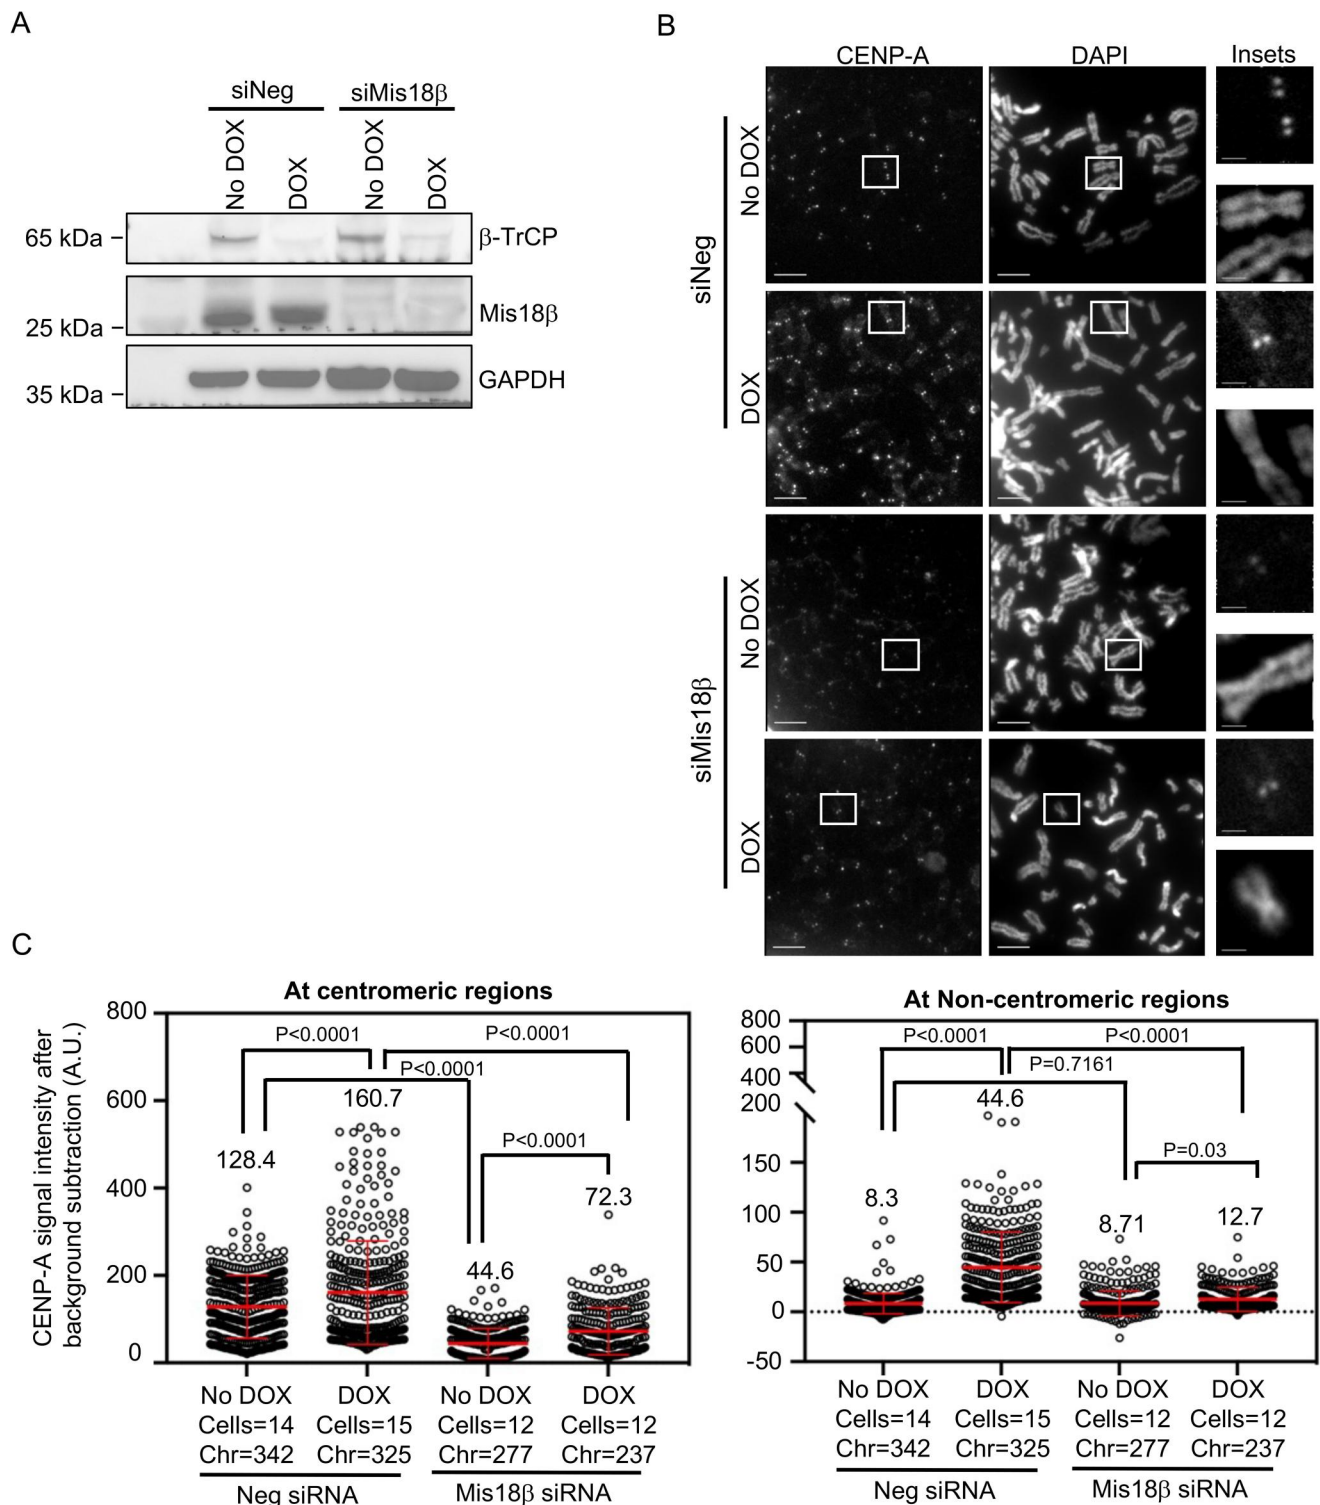 A
siNeg
siMis18β
No DOX
DOX
No DOX
DOX
65 kDa
β-TrCP
25 kDa
Mis18β
35 kDa
GAPDH
B
CENP-A
DAPI
Insets
siNeg
No DOX
DOX
siMis18β
No DOX
DOX
C
At centromeric regions
CENP-A signal intensity after
background subtraction (A.U.)
800
600
400
200
0
P<0.0001
P<0.0001
P<0.0001
P<0.0001
128.4
160.7
44.6
72.3
No DOX
DOX
No DOX
DOX
Cells=14
Cells=15
Cells=12
Cells=12
Chr=342
Chr=325
Chr=277
Chr=237
Neg siRNA
Mis18β siRNA
At Non-centromeric regions
800
600
400
200
150
100
50
0
-50
P<0.0001
P<0.0001
P=0.7161
P=0.03
8.3
44.6
8.71
12.7
No DOX
DOX
No DOX
DOX
Cells=14
Cells=15
Cells=12
Cells=12
Chr=342
Chr=325
Chr=277
Chr=237
Neg siRNA
Mis18β siRNA